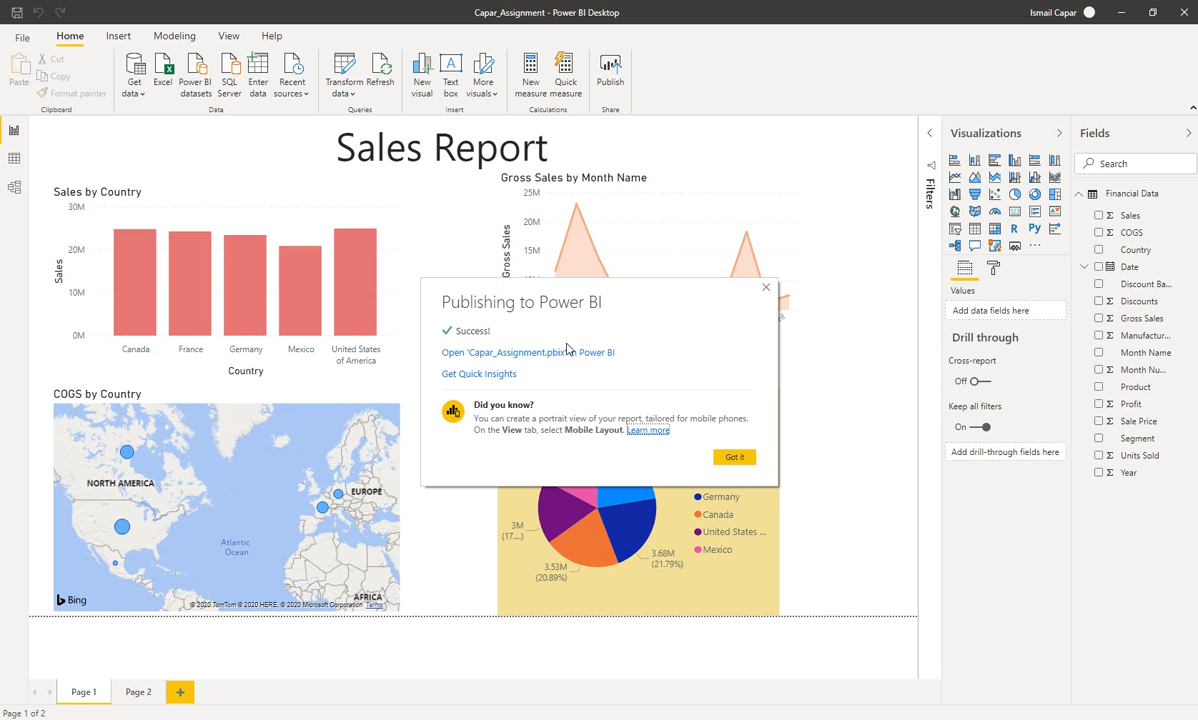 Capar_Assignment - Power BI Desktop
Ismail Capar
File
Home
Insert
Modeling
View
Help
Paste
Cut
Copy
Format painter
Clipboard
Get data
Excel
Power BI datasets
SQL Server
Enter data
Recent sources
Data
Transform data
Refresh
Queries
New visual
Text box
More visuals
Insert
New measure
Quick measure
Calculations
Publish
Share
Sales Report
Sales by Country
30M
20M
10M
0M
Sales
Canada
France
Germany
Mexico
United States
of America
Country
Gross Sales by Month Name
25M
20M
15M
Gross Sales
COGS by Country
NORTH AMERICA
EUROPE
Atlantic
Ocean
AFRICA
Bing
© 2020 TomTom © 2020 HERE, © 2020 Microsoft Corporation Terms
Publishing to Power BI
Success!
Open 'Capar_Assignment.pbix' in Power BI
Get Quick Insights
Did you know?
You can create a portrait view of your report, tailored for mobile phones.
On the View tab, select Mobile Layout. Learn more
Got it
3M
(17....)
3.53M
(20.89%)
3.68M
(21.79%)
Germany
Canada
United States ...
Mexico
Filters
Visualizations
R
Py
Values
Add data fields here
Drill through
Cross-report
Off
Keep all filters
On
Add drill-through fields here
Fields
Search
Financial Data
Sales
COGS
Country
Date
Discount Ba...
Discounts
Gross Sales
Manufactur...
Month Name
Month Nu...
Product
Profit
Sale Price
Segment
Units Sold
Year
Page 1
Page 2
Page 1 of 2